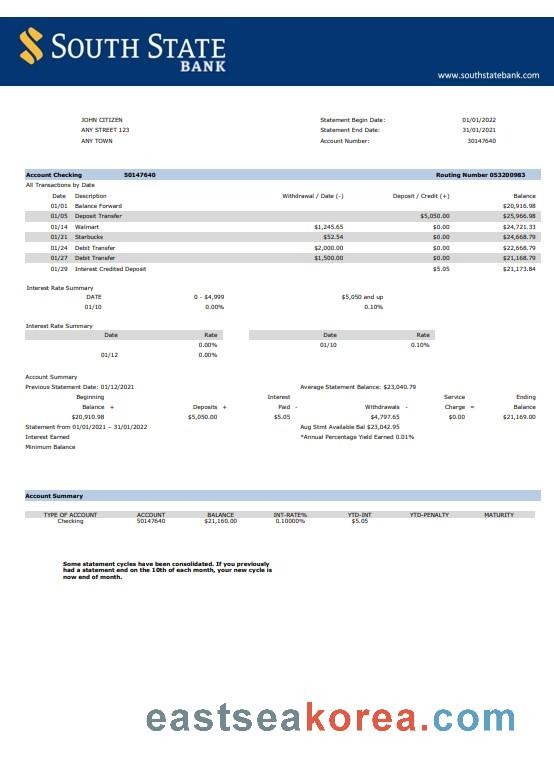 SOUTH STATE
BANK
www.southstatebank.com
JOHN CITIZEN Statement Begin Date: 01/01/2022
ANY STREET 123 Statement End Date: 31/01/2021
ANY TOWN Account Number: 30147640
Account Checking 50147640 Routing Number 053200983
All Transactions by Date
Date Description Withdrawal / Date (-) Deposit / Credit (+) Balance
01/01 Balance Forward $20,916.98
01/05 Deposit Transfer $5,050.00 $25,966.98
01/14 Walmart $1,245.65 $0.00 $24,721.33
01/21 Starbucks $52.54 $0.00 $24,668.79
01/24 Debit Transfer $2,000.00 $0.00 $22,668.79
01/27 Debit Transfer $1,500.00 $0.00 $21,168.79
01/29 Interest Credited Deposit $5.05 $21,173.84
Interest Rate Summary
DATE 0 - $4,999 $5,050 and up
01/10 0.00% 0.10%
Interest Rate Summary
Date Rate Date Rate
0.00% 01/10 0.10%
01/12 0.00%
Account Summary
Previous Statement Date: 01/12/2021 Average Statement Balance: $23,040.79
Beginning Interest Service Ending
Balance + Deposits + Paid - Withdrawals - Charge = Balance
$20,910.98 $5,050.00 $5.05 $4,797.65 $0.00 $21,169.00
Statement from 01/01/2021 – 31/01/2022 Aug Stmt Available Bal $23,042.95
Interest Earned *Annual Percentage Yield Earned 0.01%
Minimum Balance
Account Summary
TYPE OF ACCOUNT ACCOUNT BALANCE INT-RATE% YTD-INT YTD-PENALTY MATURITY
Checking 50147640 $21,160.00 0.10000% $5.05
Some statement cycles have been consolidated. If you previously
had a statement end on the 10th of each month, your new cycle is
now end of month.
eastseakorea.com